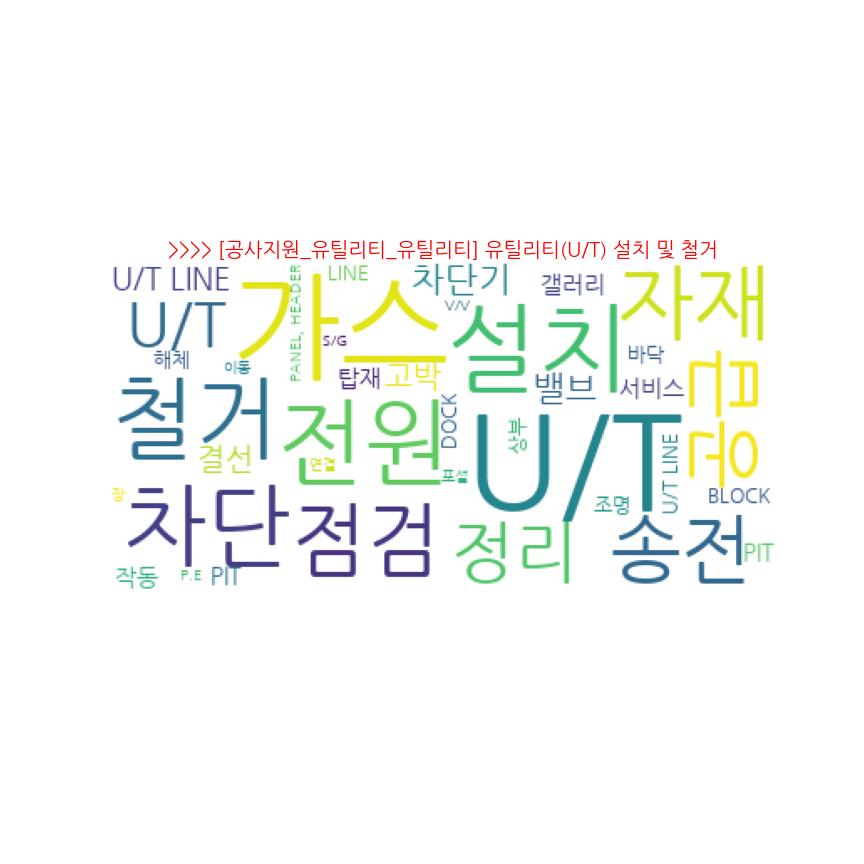 >>>> [공사지원_유틸리티_유틸리티] 유틸리티(U/T) 설치 및 철거
U/T LINE
PANEL, HEADER
LINE
차단기
갤러리
자재
U/T
가스
V/V
설치
S/G
해체
이동
탑재
고박
밸브
바닥
서비스
운반
철거
전원
DOCK
U/T
상부
U/T LINE
결선
연결
포설
BLOCK
장
차단
점검
정리
조명
송전
PIT
작동
P.E
PIT